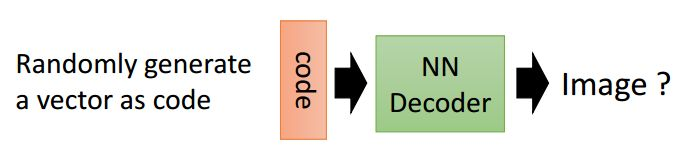 Randomly generate
a vector as code
code
NN
Decoder
Image ?